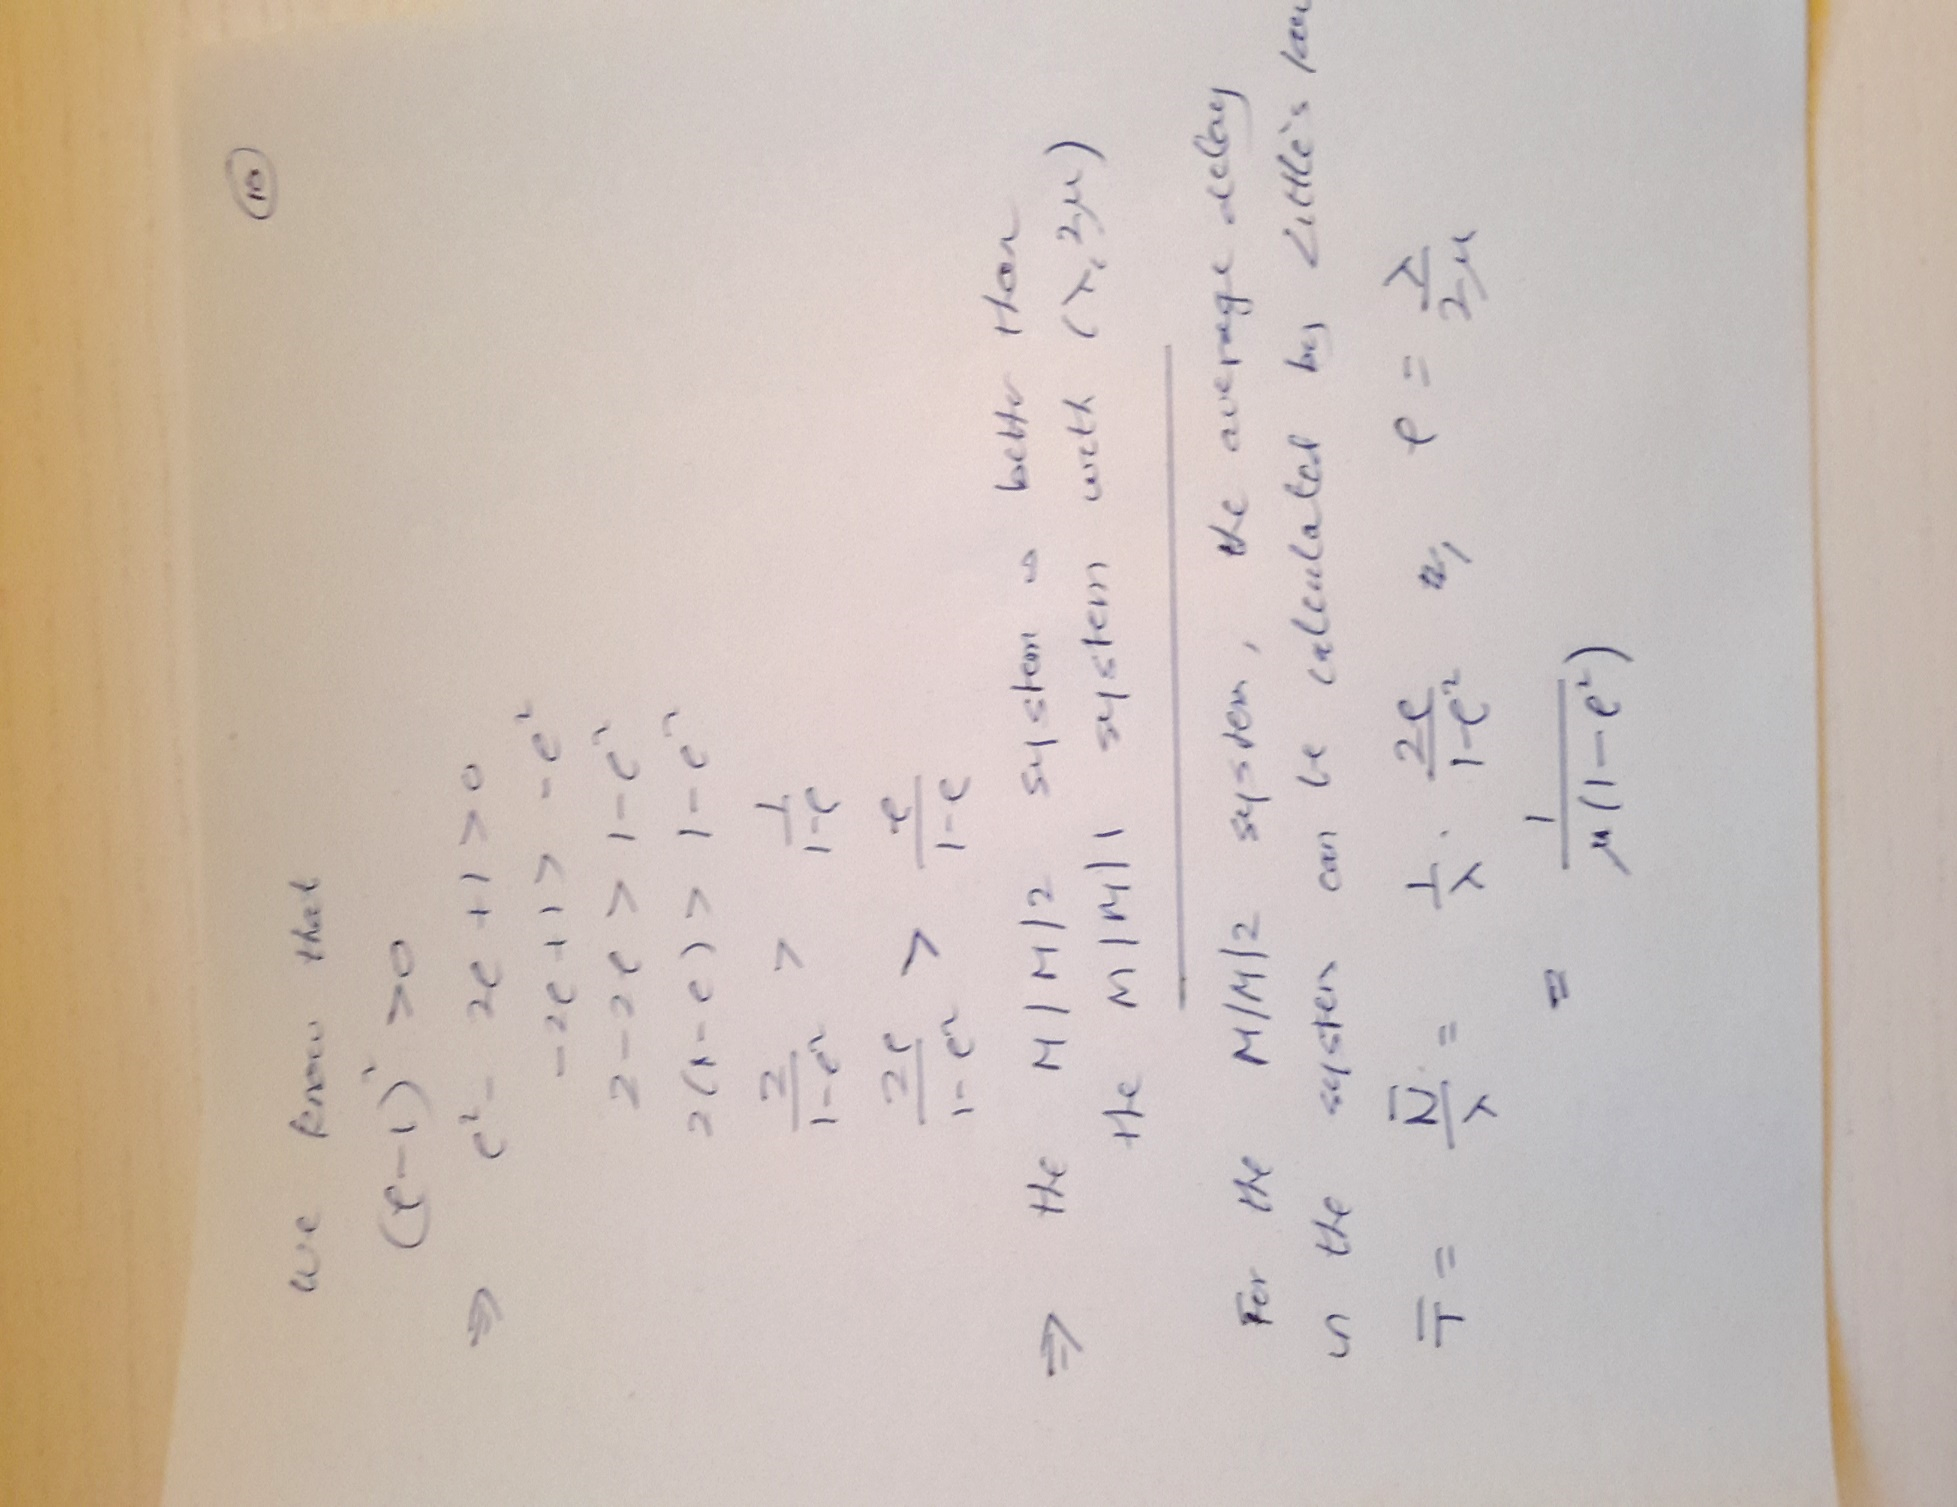 10
We know that
(ρ-1)² > 0
⇒ ρ² - 2ρ + 1 > 0
-2ρ + 1 > -ρ²
2 - 2ρ > 1 - ρ²
2(1-ρ) > 1 - ρ²
2/(1-ρ²) > 1/(1-ρ)
2ρ/(1-ρ²) > ρ/(1-ρ)
⇒ the M/M/2 system is better than
the M/M/1 system with (λ, 2μ)
For the M/M/2 system, the average delay
in the system can be calculated by Little's law
T̄ = N̄/λ = 1/λ · 2ρ/(1-ρ²) , ρ = λ/2μ
= 1/μ(1-ρ²)